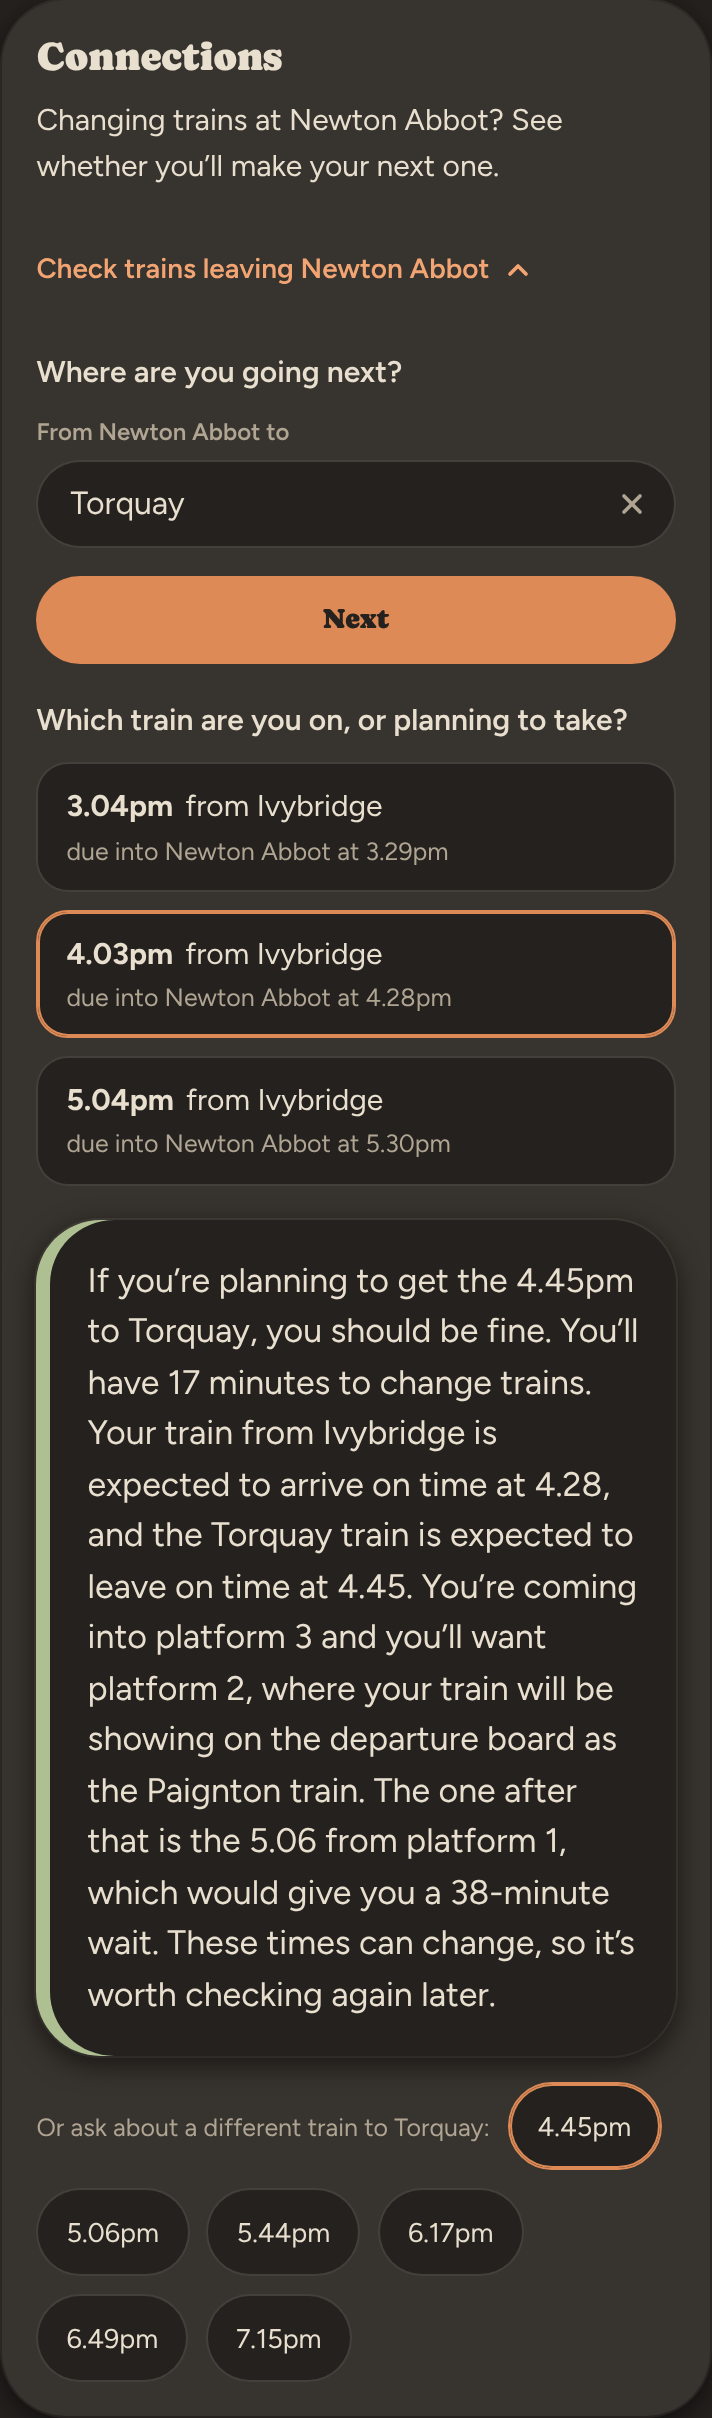 Connections
Changing trains at Newton Abbot? See
whether you’ll make your next one.
Check trains leaving Newton Abbot
Where are you going next?
From Newton Abbot to
Torquay
Next
Which train are you on, or planning to take?
3.04pm from Ivybridge
due into Newton Abbot at 3.29pm
4.03pm from Ivybridge
due into Newton Abbot at 4.28pm
5.04pm from Ivybridge
due into Newton Abbot at 5.30pm
If you’re planning to get the 4.45pm
to Torquay, you should be fine. You’ll
have 17 minutes to change trains.
Your train from Ivybridge is
expected to arrive on time at 4.28,
and the Torquay train is expected to
leave on time at 4.45. You’re coming
into platform 3 and you’ll want
platform 2, where your train will be
showing on the departure board as
the Paignton train. The one after
that is the 5.06 from platform 1,
which would give you a 38-minute
wait. These times can change, so it’s
worth checking again later.
Or ask about a different train to Torquay: 4.45pm
5.06pm 5.44pm 6.17pm
6.49pm 7.15pm